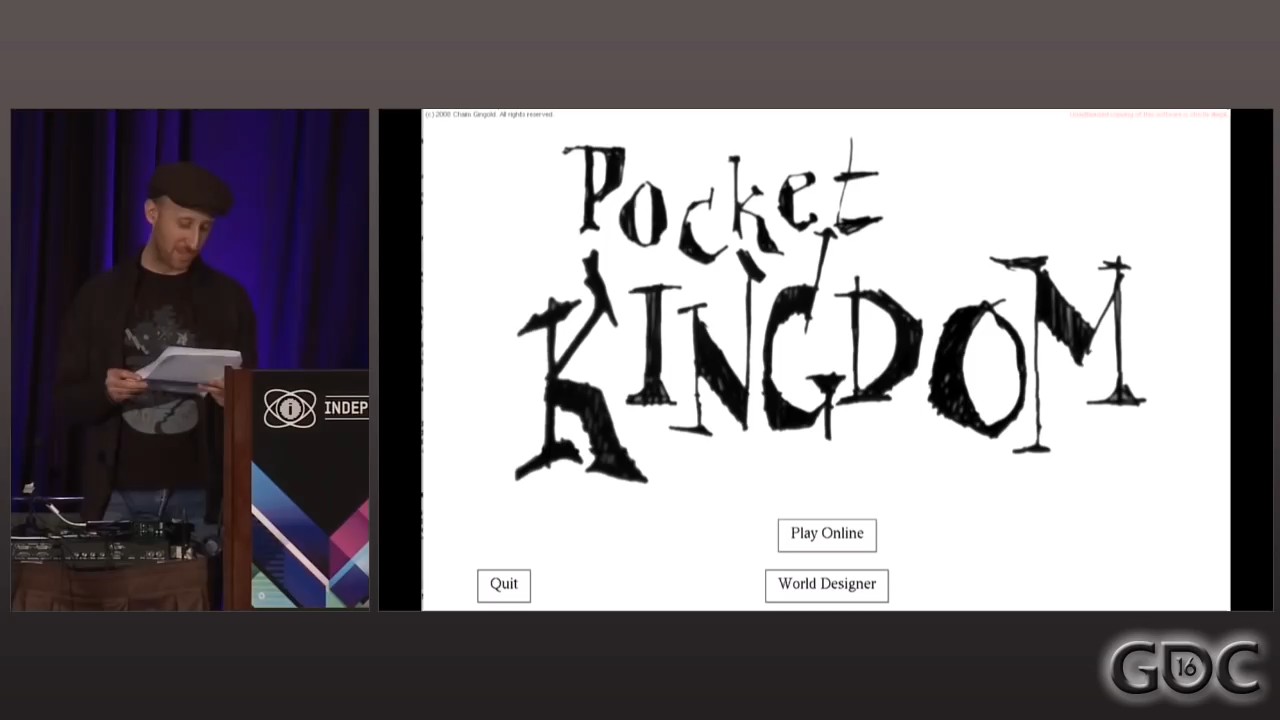 (c) 2008 Chaim Gingold. All rights reserved.
Pocket
KINGDOM
Play Online
Quit
World Designer
i
INDEP
GDC
16